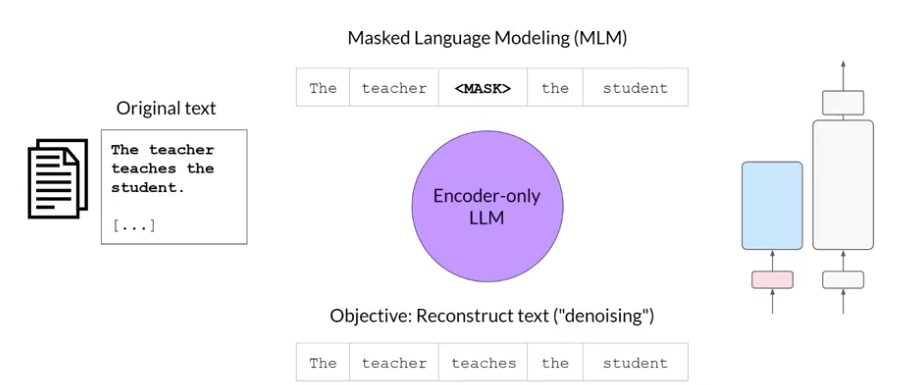 Masked Language Modeling (MLM)
The teacher <MASK> the student
Original text
The teacher
teaches the
student.
[...]
Encoder-only
LLM
Objective: Reconstruct text ("denoising")
The teacher teaches the student